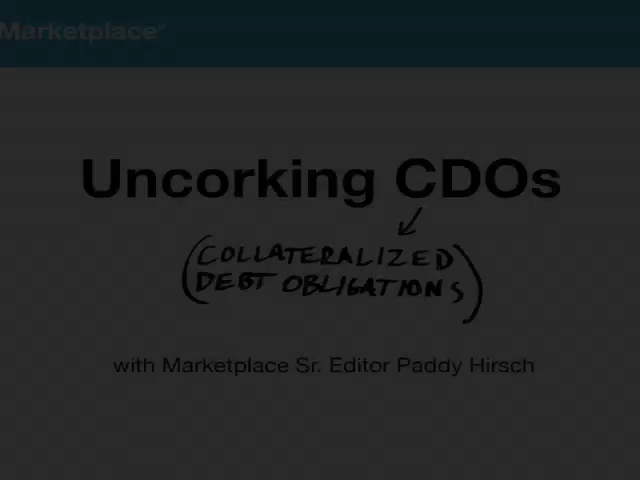 Marketplace®
Uncorking CDOs
(COLLATERALIZED
DEBT OBLIGATIONS)
with Marketplace Sr. Editor Paddy Hirsch